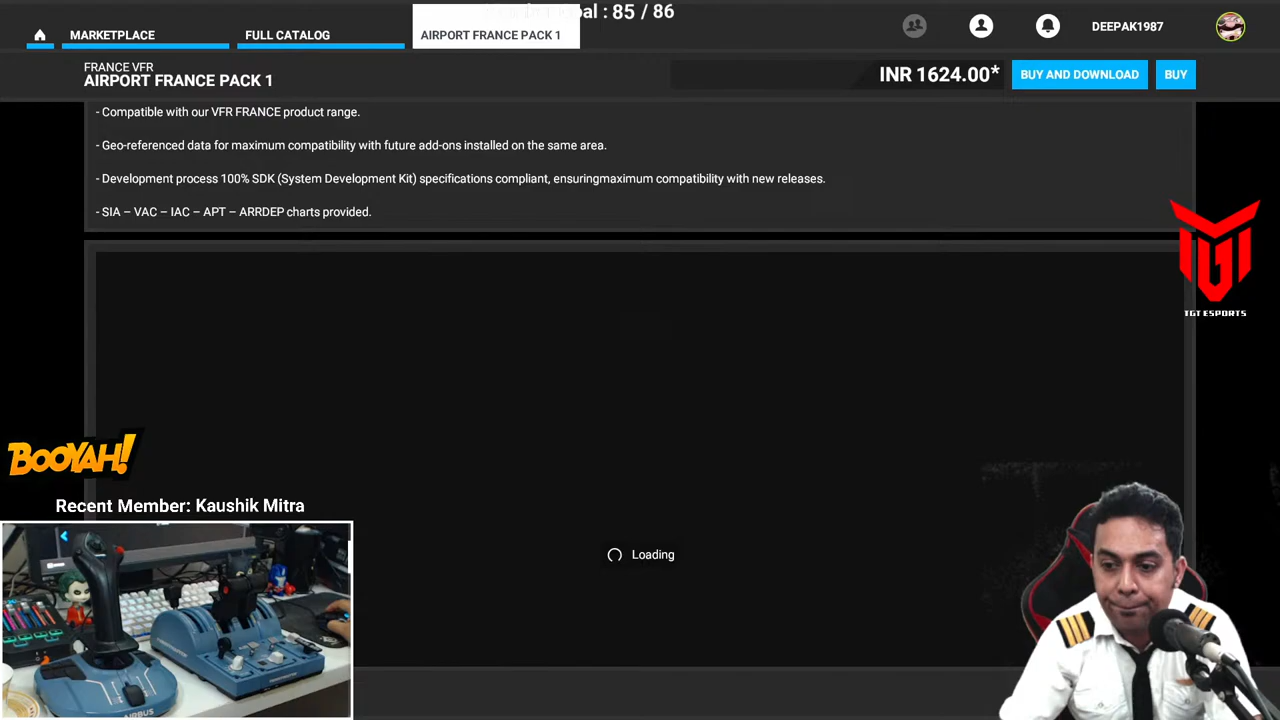 al : 85 / 86
MARKETPLACE
FULL CATALOG
AIRPORT FRANCE PACK 1
DEEPAK1987
FRANCE VFR
AIRPORT FRANCE PACK 1
INR 1624.00*
BUY AND DOWNLOAD
BUY
- Compatible with our VFR FRANCE product range.
- Geo-referenced data for maximum compatibility with future add-ons installed on the same area.
- Development process 100% SDK (System Development Kit) specifications compliant, ensuringmaximum compatibility with new releases.
- SIA – VAC – IAC – APT – ARRDEP charts provided.
TGT ESPORTS
BOOYAH!
Recent Member: Kaushik Mitra
Loading
AIRBUS